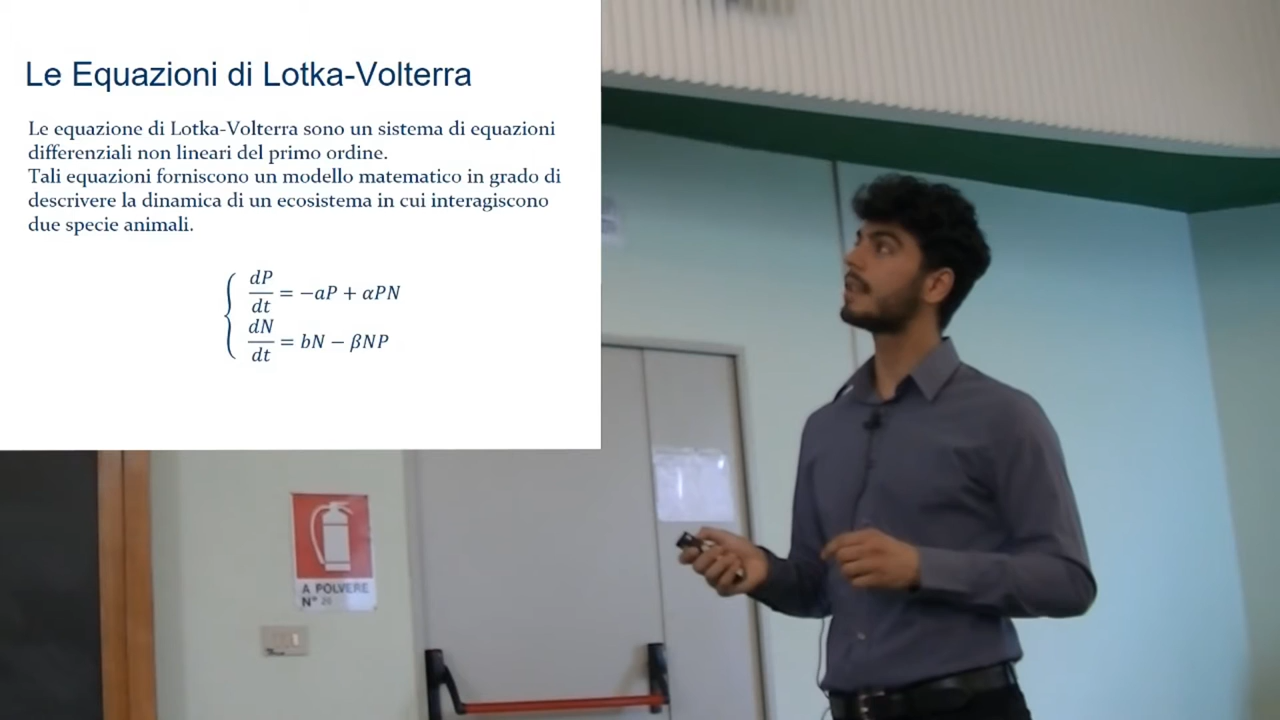 Le Equazioni di Lotka-Volterra
Le equazione di Lotka-Volterra sono un sistema di equazioni
differenziali non lineari del primo ordine.
Tali equazioni forniscono un modello matematico in grado di
descrivere la dinamica di un ecosistema in cui interagiscono
due specie animali.
dP/dt = −aP + αPN
dN/dt = bN − βNP
A POLVERE
N°